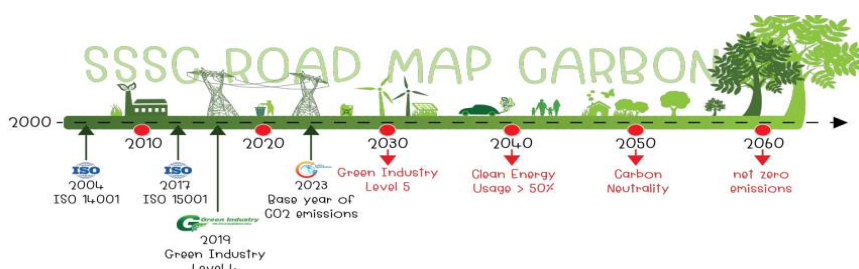 SSSC ROAD MAP CARBON
2000
2010
2020
2030
2040
2050
2060
ISO
2004
ISO 14001
ISO
2017
ISO 15001
Green Industry
2019
Green Industry
2023
Base year of
CO2 emissions
Green Industry
Level 5
Clean Energy
Usage > 50%
Carbon
Neutrality
net zero
emissions